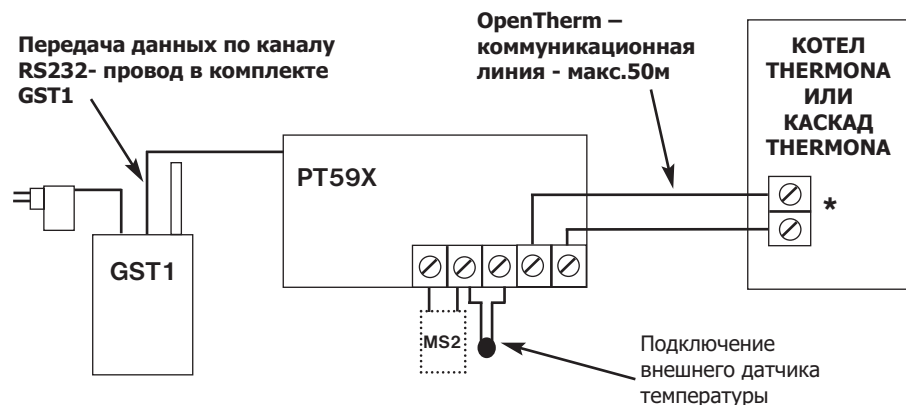 Передача данных по каналу
RS232- провод в комплекте
GST1
OpenTherm –
коммуникационная
линия - макс.50м
КОТЕЛ
THERMONA
ИЛИ
КАСКАД
THERMONA
PT59X
*
GST1
MS2
Подключение
внешнего датчика
температуры